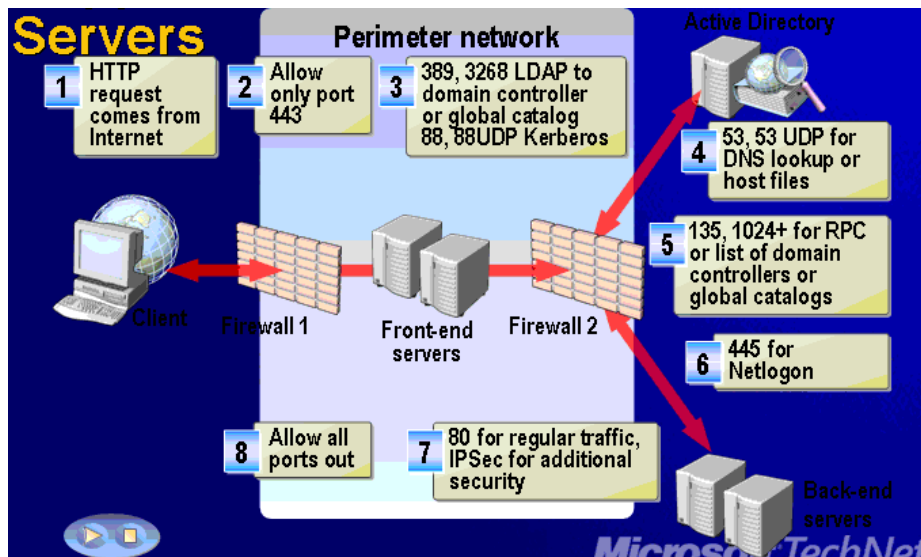 Servers
Perimeter network
Active Directory
1
HTTP
request
comes from
Internet
2
Allow
only port
443
3
389, 3268 LDAP to
domain controller
or global catalog
88, 88UDP Kerberos
4
53, 53 UDP for
DNS lookup or
host files
5
135, 1024+ for RPC
or list of domain
controllers or
global catalogs
Client
Firewall 1
Front-end
servers
Firewall 2
6
445 for
Netlogon
8
Allow all
ports out
7
80 for regular traffic,
IPSec for additional
security
Back-end
servers
Microsoft TechNet